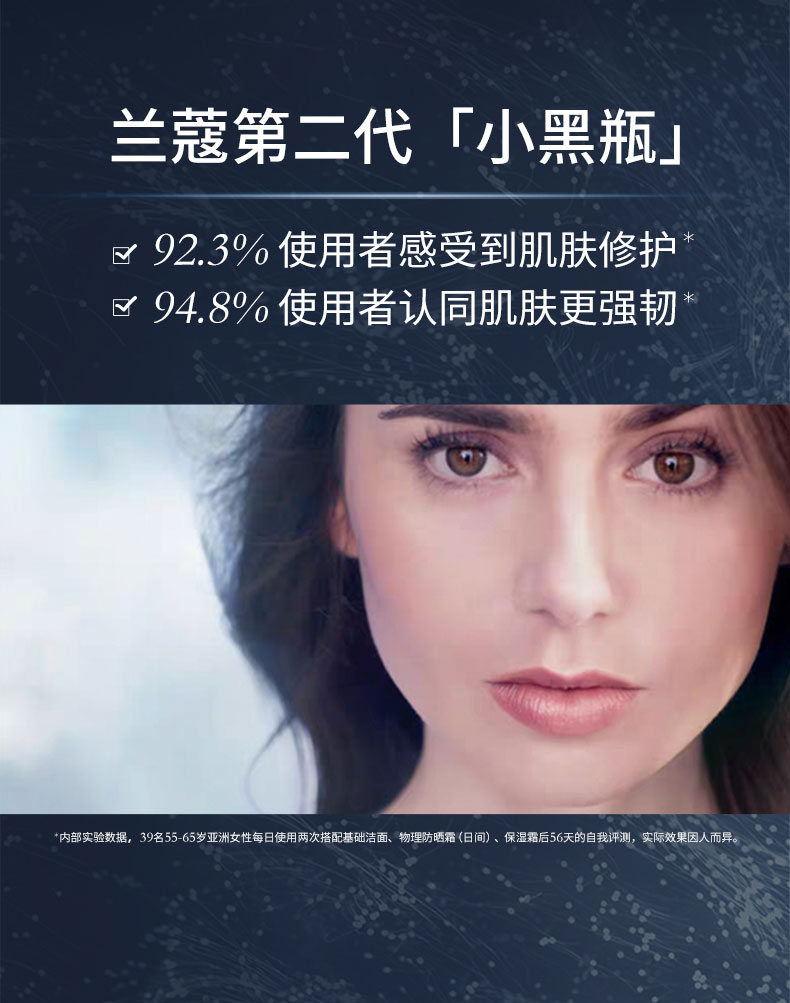 兰蔻第二代「小黑瓶」
92.3% 使用者感受到肌肤修护*
94.8% 使用者认同肌肤更强韧*
*内部实验数据，39名55-65岁亚洲女性每日使用两次搭配基础洁面、物理防晒霜（日间）、保湿霜后56天的自我评测，实际效果因人而异。